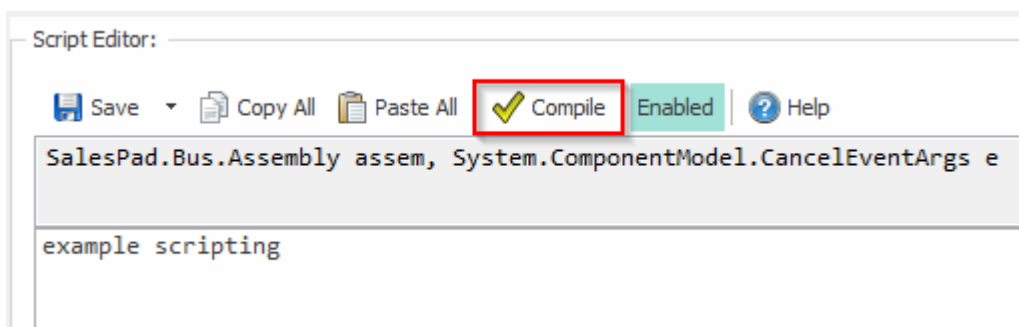 Script Editor:
Save Copy All Paste All Compile Enabled Help
SalesPad.Bus.Assembly assem, System.ComponentModel.CancelEventArgs e
example scripting